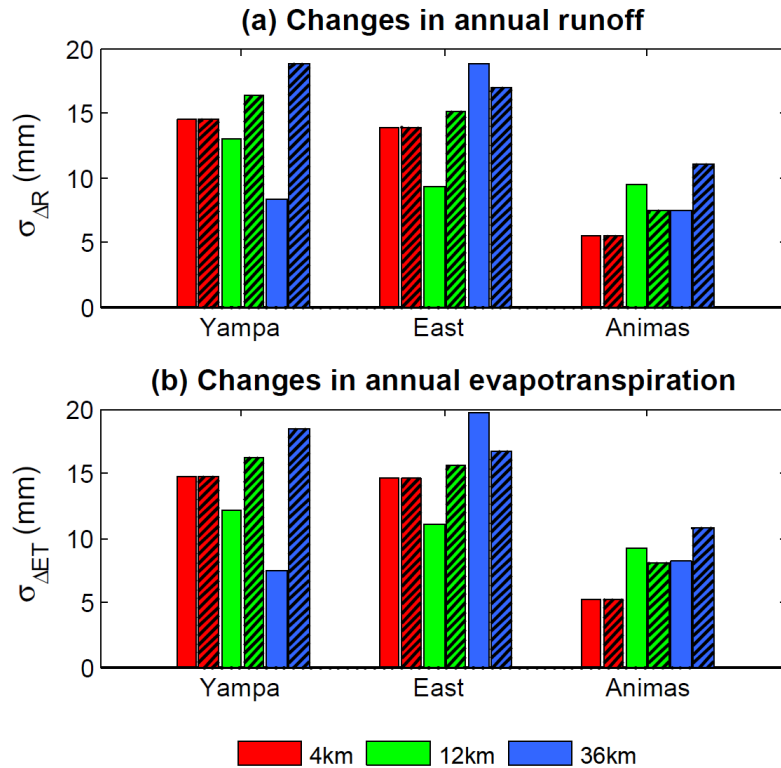 (a) Changes in annual runoff
20
15
10
5
0
σΔR (mm)
Yampa East Animas
(b) Changes in annual evapotranspiration
20
15
10
5
0
σΔET (mm)
Yampa East Animas
4km 12km 36km